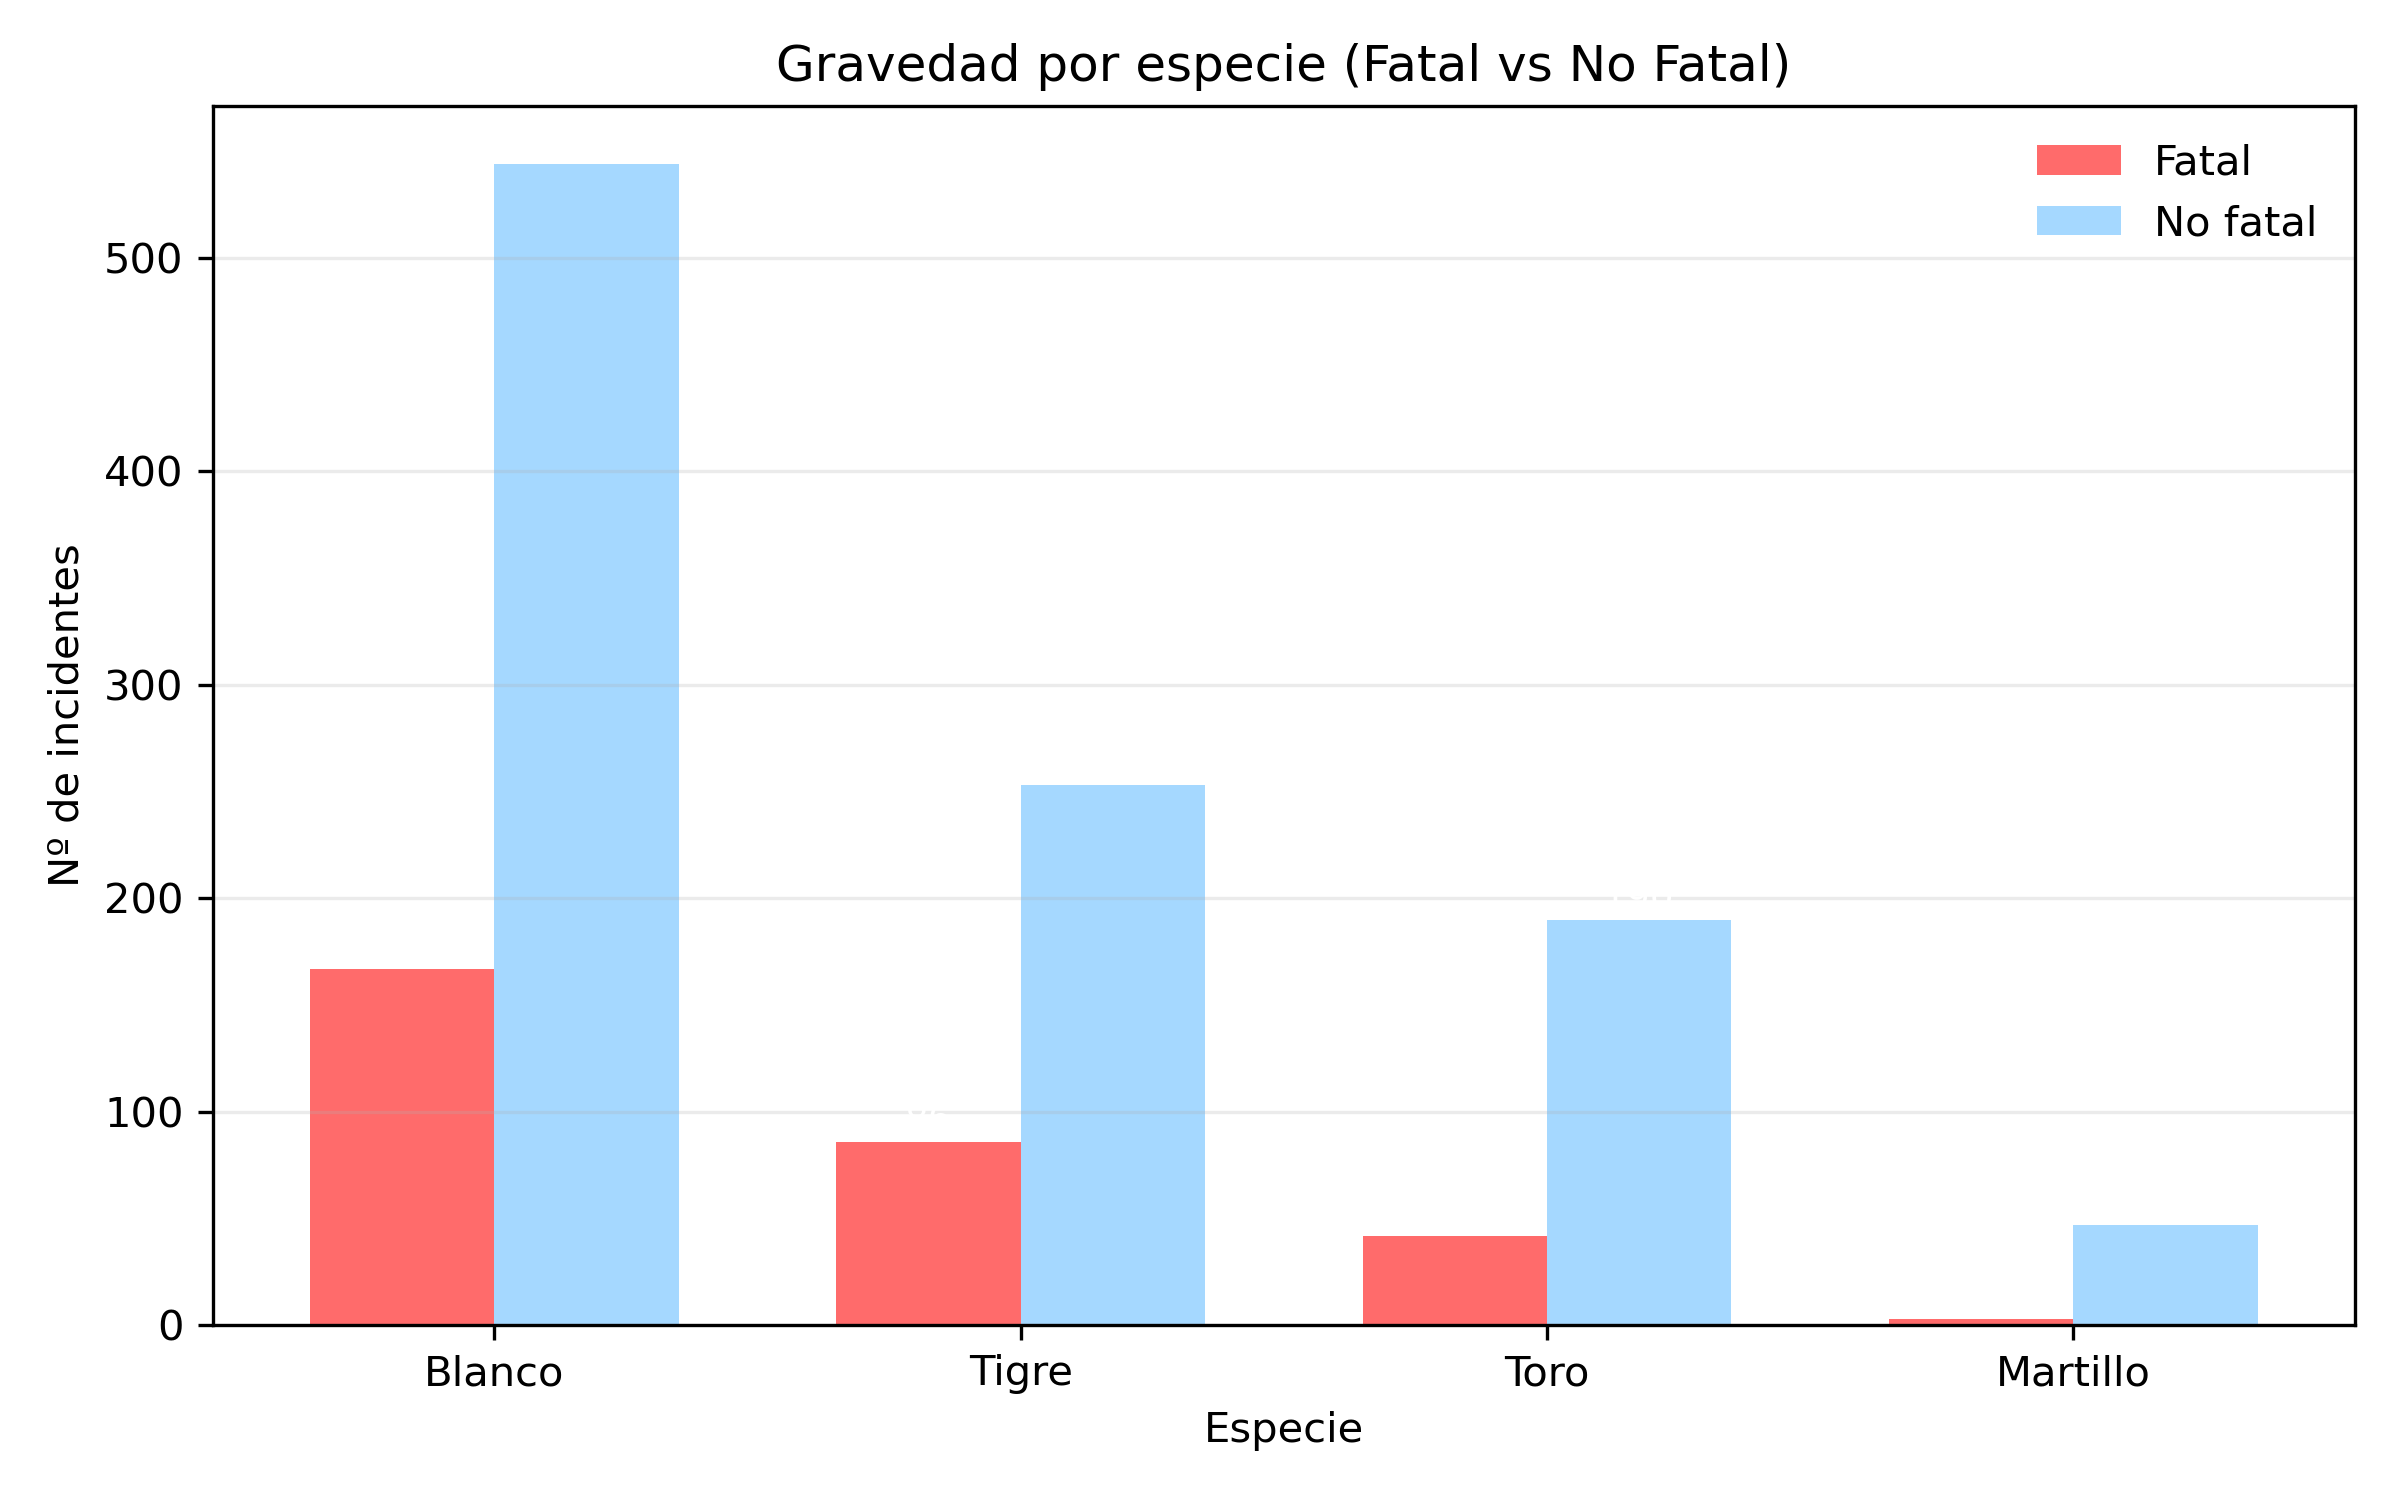 Gravedad por especie (Fatal vs No Fatal)
Fatal
No fatal
500
400
300
200
100
0
Nº de incidentes
Blanco
Tigre
Toro
Martillo
Especie